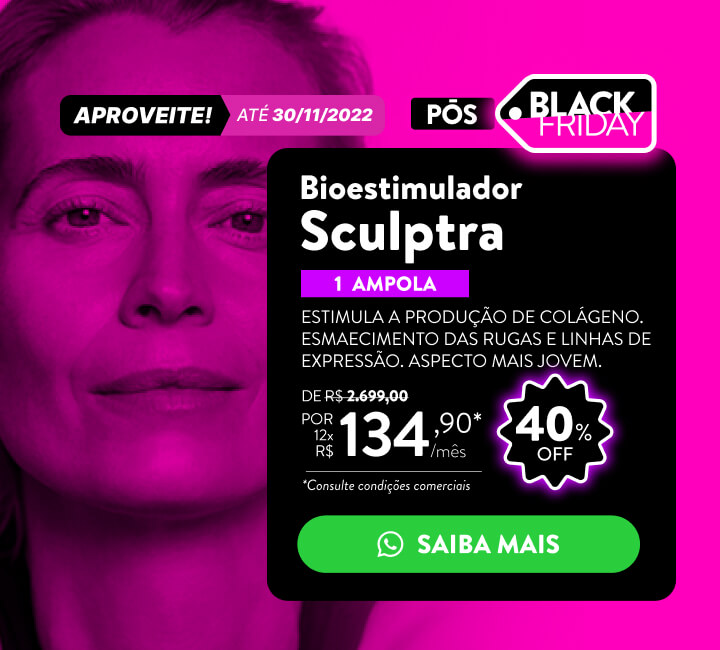 APROVEITE! ATÉ 30/11/2022
PÓS BLACK
FRIDAY
Bioestimulador
Sculptra
1 AMPOLA
ESTIMULA A PRODUÇÃO DE COLÁGENO.
ESMAECIMENTO DAS RUGAS E LINHAS DE
EXPRESSÃO. ASPECTO MAIS JOVEM.
DE R$ 2.699,00
POR 12x R$ 134,90* /mês
40%
OFF
*Consulte condições comerciais
SAIBA MAIS